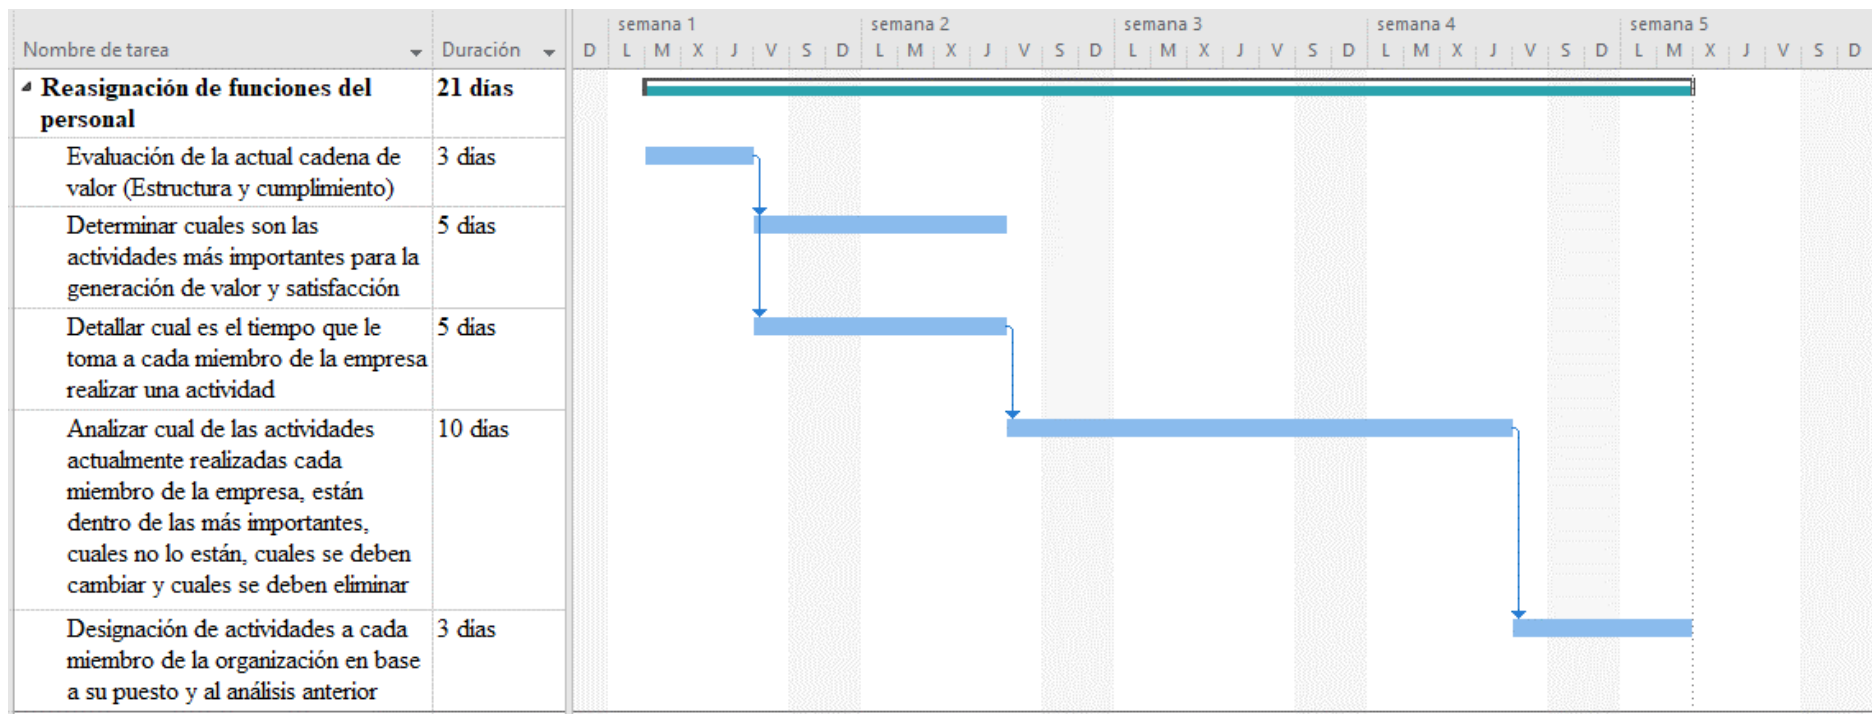 semana 1 semana 2 semana 3 semana 4 semana 5
Nombre de tarea Duración D L M X J V S D L M X J V S D L M X J V S D L M X J V S D L M X J V S D
Reasignación de funciones del 21 días
personal
Evaluación de la actual cadena de 3 días
valor (Estructura y cumplimiento)
Determinar cuales son las 5 días
actividades más importantes para la
generación de valor y satisfacción
Detallar cual es el tiempo que le 5 días
toma a cada miembro de la empresa
realizar una actividad
Analizar cual de las actividades 10 días
actualmente realizadas cada
miembro de la empresa, están
dentro de las más importantes,
cuales no lo están, cuales se deben
cambiar y cuales se deben eliminar
Designación de actividades a cada 3 días
miembro de la organización en base
a su puesto y al análisis anterior